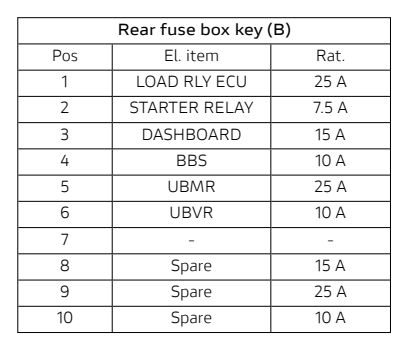 Rear fuse box key (B)
Pos El. item Rat.
1 LOAD RLY ECU 25 A
2 STARTER RELAY 7.5 A
3 DASHBOARD 15 A
4 BBS 10 A
5 UBMR 25 A
6 UBVR 10 A
7 - -
8 Spare 15 A
9 Spare 25 A
10 Spare 10 A